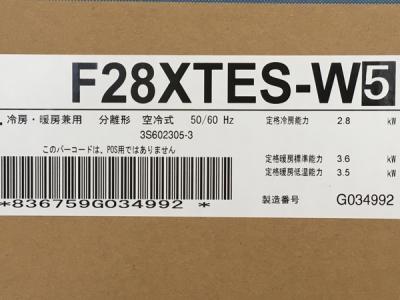 F28XTES-W5
冷房・暖房兼用 分離形 空冷式 50/60 Hz
3S602305-3
このバーコードは、POS用ではありません
*836759G034992*
定格冷房能力 2.8 kW
定格暖房標準能力 3.6 kW
定格暖房低温能力 3.5 kW
製造番号 G034992